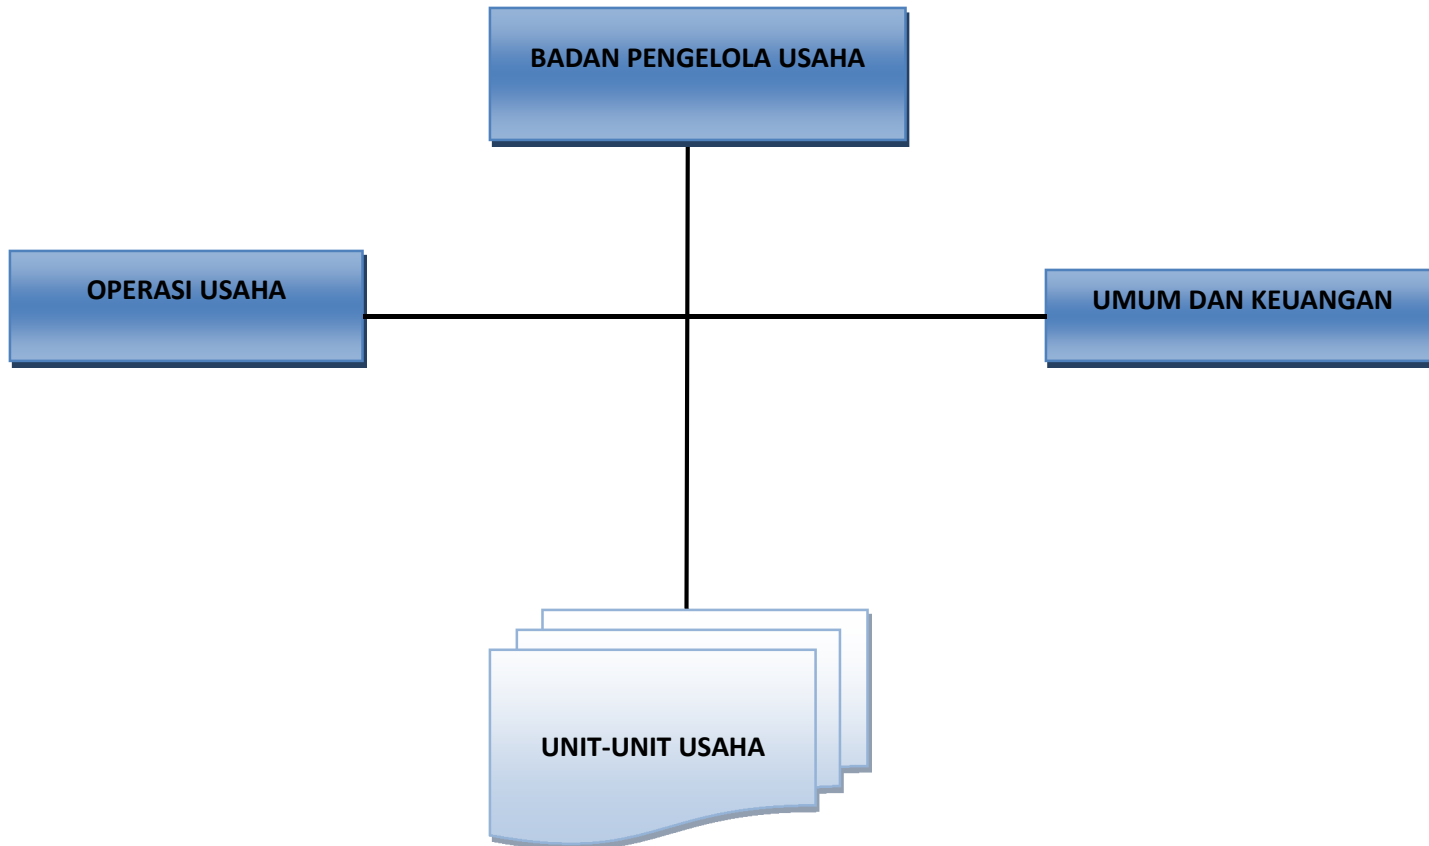 BADAN PENGELOLA USAHA
OPERASI USAHA
UMUM DAN KEUANGAN
UNIT-UNIT USAHA